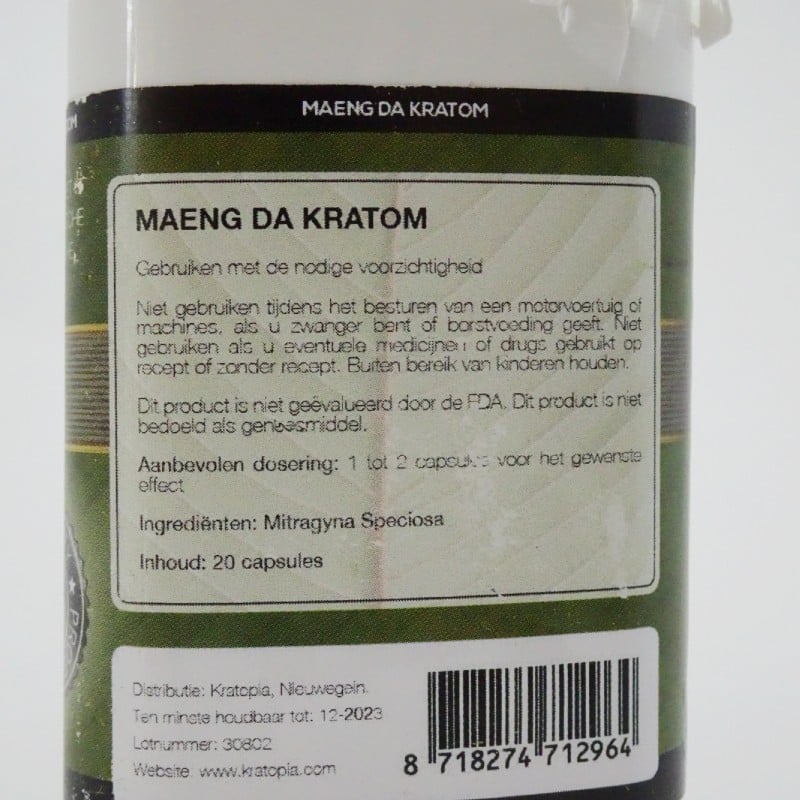 MAENG DA KRATOM
MAENG DA KRATOM
Gebruiken met de nodige voorzichtigheid
Niet gebruiken tijdens het besturen van een motorvoertuig of
machines, als u zwanger bent of borstvoeding geeft. Niet
gebruiken als u eventuele medicijnen of drugs gebruikt op
recept of zonder recept. Buiten bereik van kinderen houden.
Dit product is niet geëvalueerd door de FDA. Dit product is niet
bedoeld als geneesmiddel.
Aanbevolen dosering: 1 tot 2 capsules voor het gewenste
effect
Ingrediënten: Mitragyna Speciosa
Inhoud: 20 capsules
Distributie: Kratopia, Nieuwegein.
Ten minste houdbaar tot: 12-2023
Lotnummer: 30802
Website: www.kratopia.com
8 718274 712964